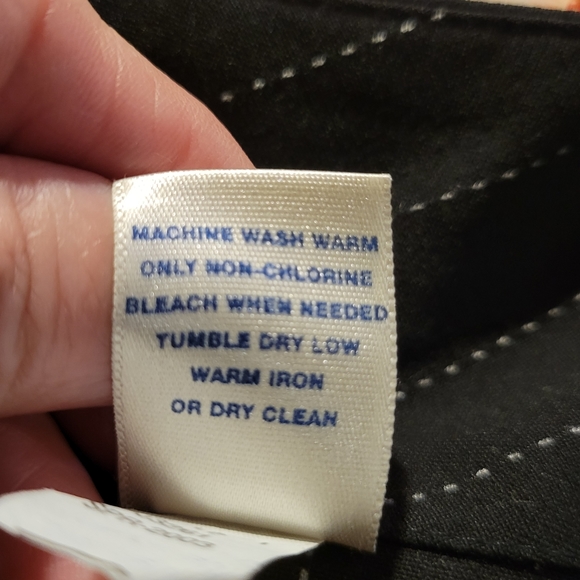 MACHINE WASH WARM
ONLY NON-CHLORINE
BLEACH WHEN NEEDED
TUMBLE DRY LOW
WARM IRON
OR DRY CLEAN